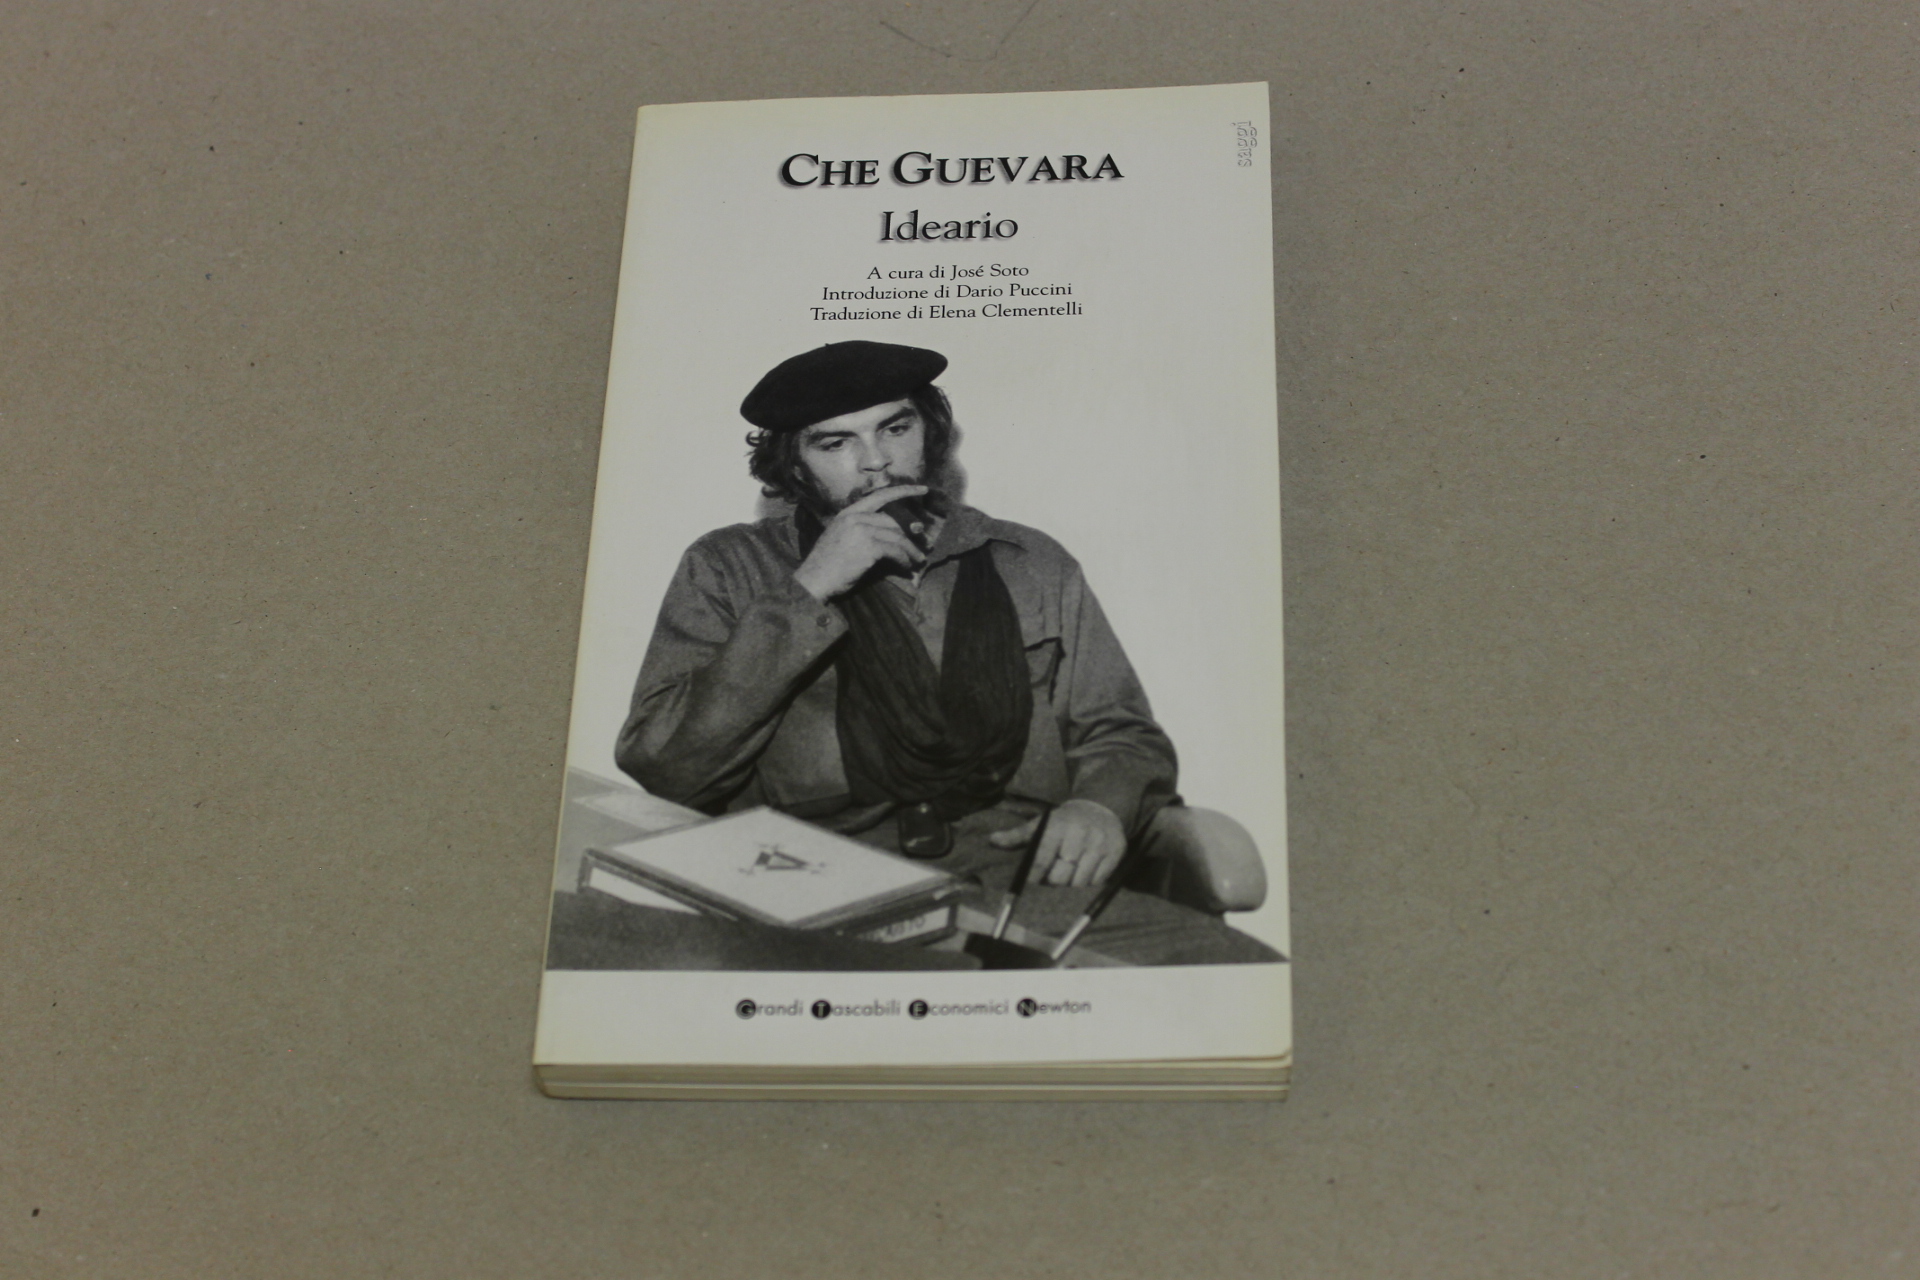 saggi
CHE GUEVARA
Ideario
A cura di José Soto
Introduzione di Dario Puccini
Traduzione di Elena Clementelli
Grandi Tascabili Economici Newton